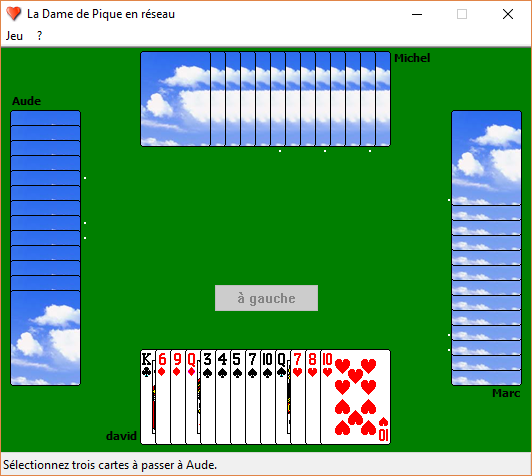 La Dame de Pique en réseau
Jeu ?
Michel
Aude
à gauche
K 6 9 Q 3 4 5 7 10 Q 7 8 10
10
david
Marc
Sélectionnez trois cartes à passer à Aude.